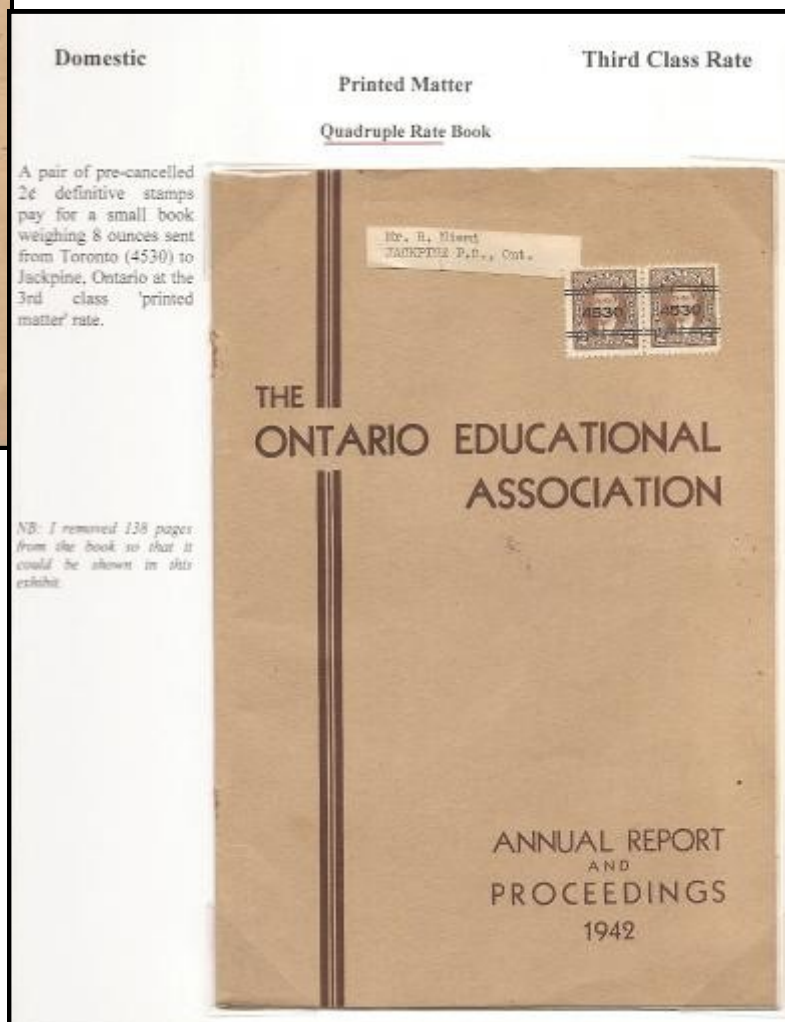 Domestic
Third Class Rate
Printed Matter
Quadruple Rate Book
A pair of pre-cancelled
2¢ definitive stamps
pay for a small book
weighing 8 ounces sent
from Toronto (4530) to
Jackpine, Ontario at the
3rd class 'printed
matter' rate.
Mr. H.
JACKPINE P.O., Ont.
4530 4530
THE
ONTARIO EDUCATIONAL
ASSOCIATION
NB: I removed 138 pages
from the book so that it
could be shown in this
exhibit.
ANNUAL REPORT
AND
PROCEEDINGS
1942